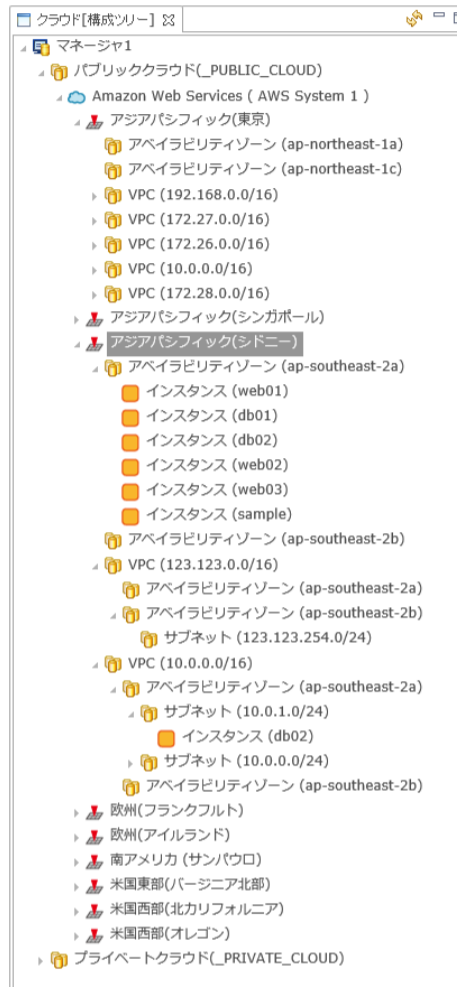 クラウド[構成ツリー]
マネージャ1
パブリッククラウド(_PUBLIC_CLOUD)
Amazon Web Services ( AWS System 1 )
アジアパシフィック(東京)
アベイラビリティゾーン (ap-northeast-1a)
アベイラビリティゾーン (ap-northeast-1c)
VPC (192.168.0.0/16)
VPC (172.27.0.0/16)
VPC (172.26.0.0/16)
VPC (10.0.0.0/16)
VPC (172.28.0.0/16)
アジアパシフィック(シンガポール)
アジアパシフィック(シドニー)
アベイラビリティゾーン (ap-southeast-2a)
インスタンス (web01)
インスタンス (db01)
インスタンス (db02)
インスタンス (web02)
インスタンス (web03)
インスタンス (sample)
アベイラビリティゾーン (ap-southeast-2b)
VPC (123.123.0.0/16)
アベイラビリティゾーン (ap-southeast-2a)
アベイラビリティゾーン (ap-southeast-2b)
サブネット (123.123.254.0/24)
VPC (10.0.0.0/16)
アベイラビリティゾーン (ap-southeast-2a)
サブネット (10.0.1.0/24)
インスタンス (db02)
サブネット (10.0.0.0/24)
アベイラビリティゾーン (ap-southeast-2b)
欧州(フランクフルト)
欧州(アイルランド)
南アメリカ (サンパウロ)
米国東部(バージニア北部)
米国西部(北カリフォルニア)
米国西部(オレゴン)
プライベートクラウド(_PRIVATE_CLOUD)